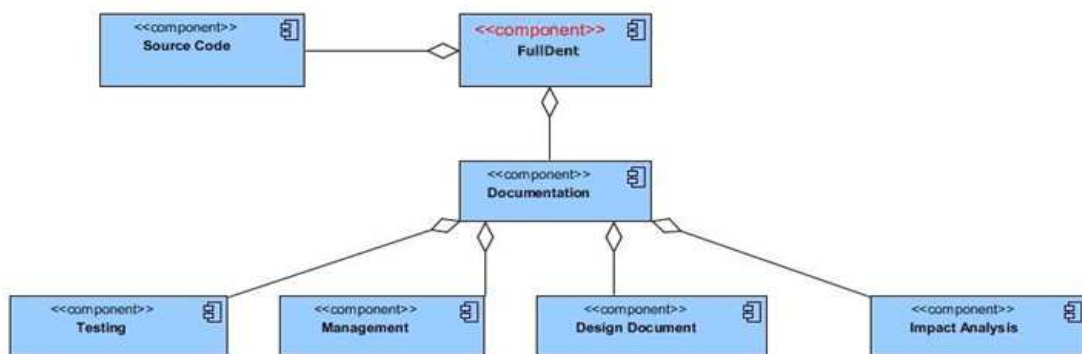 <<component>>
Source Code
<<component>>
FullDent
<<component>>
Documentation
<<component>>
Testing
<<component>>
Management
<<component>>
Design Document
<<component>>
Impact Analysis